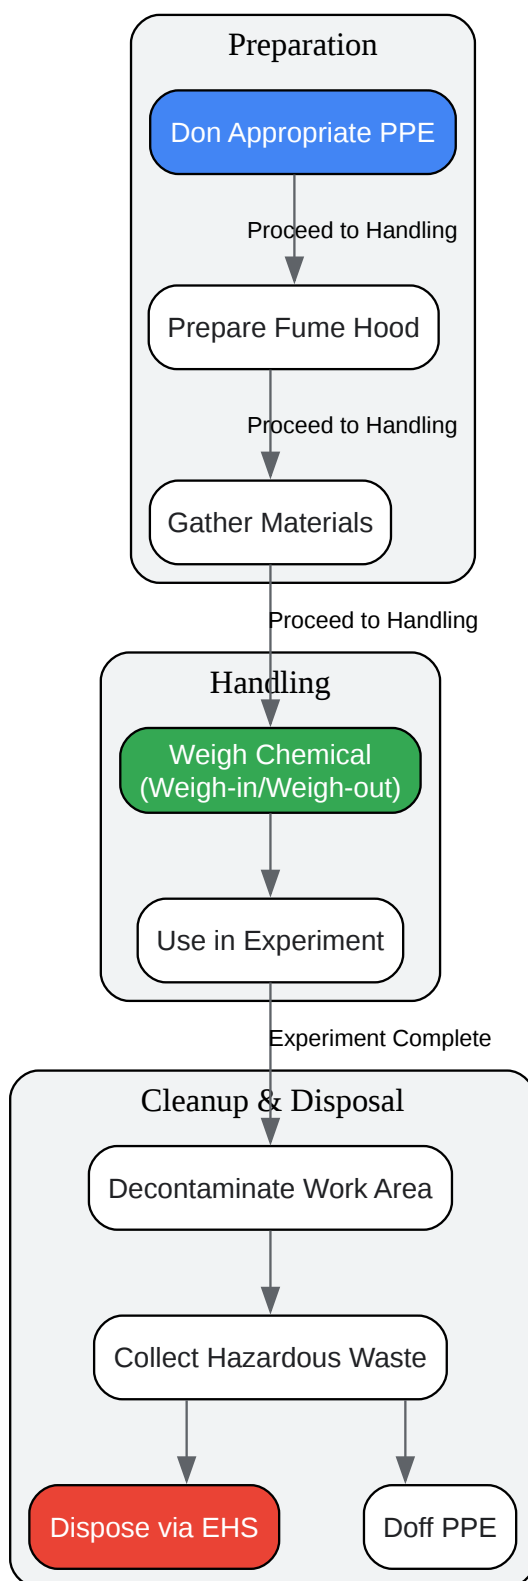 Preparation
Don Appropriate PPE
Proceed to Handling
Prepare Fume Hood
Proceed to Handling
Gather Materials
Proceed to Handling
Handling
Weigh Chemical
(Weigh-in/Weigh-out)
Use in Experiment
Experiment Complete
Cleanup & Disposal
Decontaminate Work Area
Collect Hazardous Waste
Dispose via EHS
Doff PPE